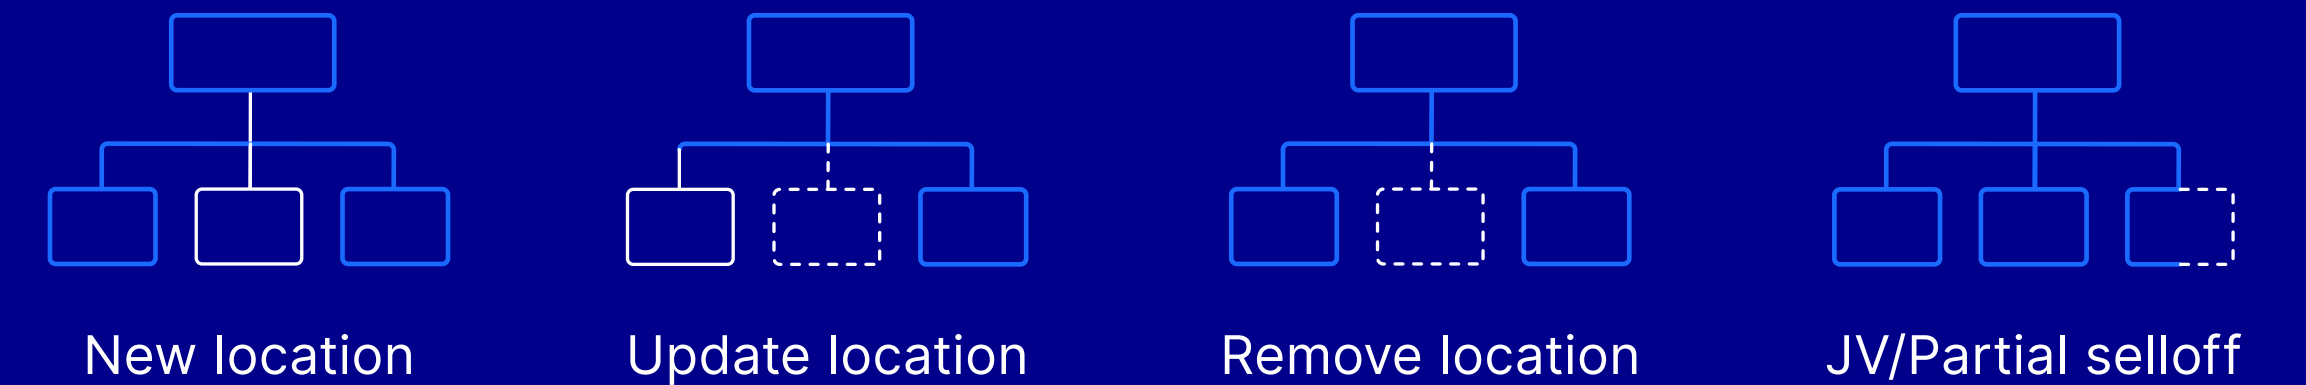 New location
Update location
Remove location
JV/Partial selloff